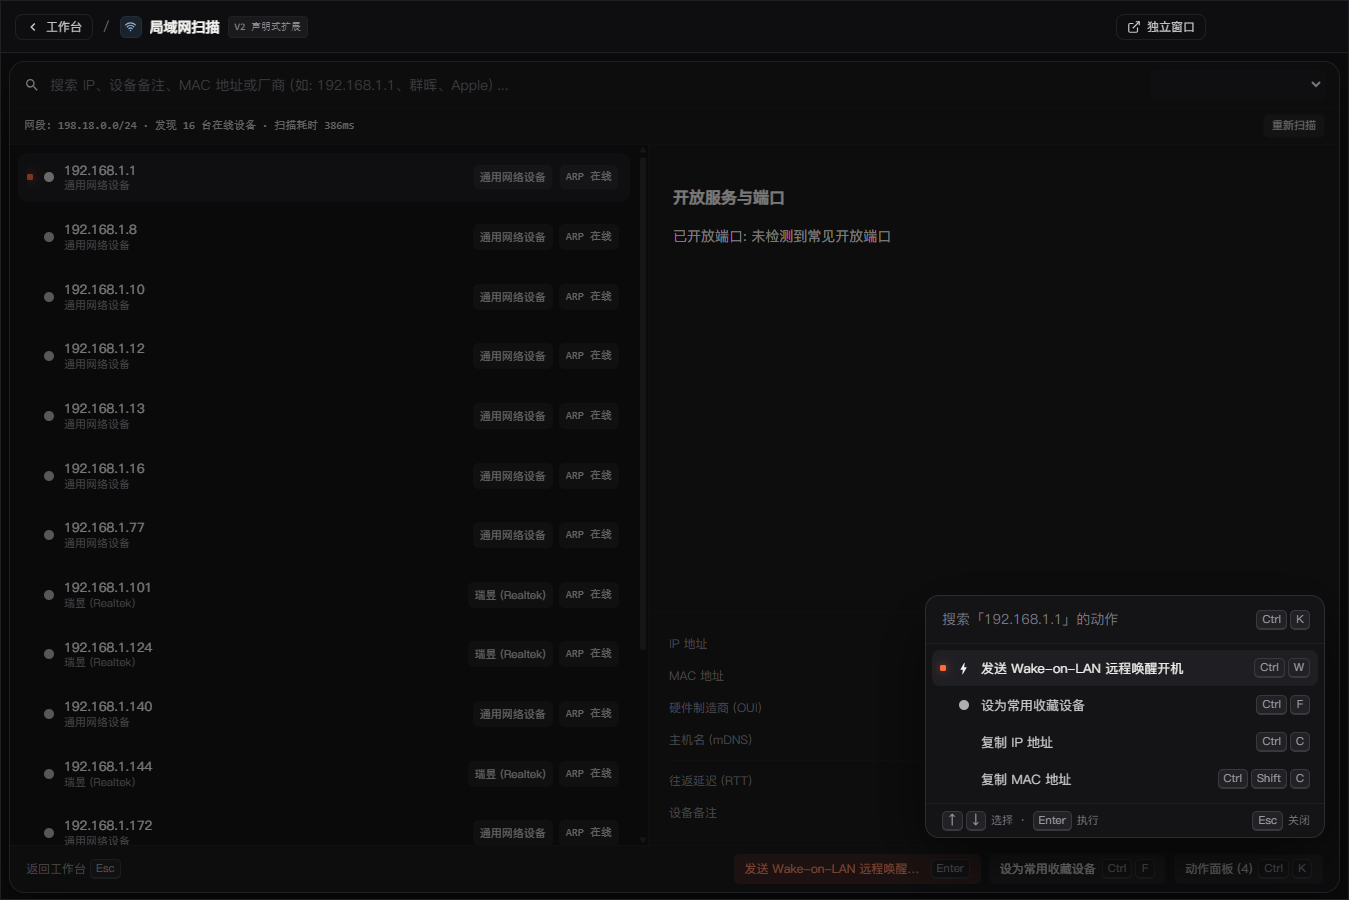 工作台 / 局域网扫描 V2 声明式扩展 独立窗口
搜索 IP、设备备注、MAC 地址或厂商 (如: 192.168.1.1、群晖、Apple) ...
网段: 198.18.0.0/24 · 发现 16 台在线设备 · 扫描耗时 386ms 重新扫描
192.168.1.1
通用网络设备 通用网络设备 ARP 在线
192.168.1.8
通用网络设备 通用网络设备 ARP 在线
192.168.1.10
通用网络设备 通用网络设备 ARP 在线
192.168.1.12
通用网络设备 通用网络设备 ARP 在线
192.168.1.13
通用网络设备 通用网络设备 ARP 在线
192.168.1.16
通用网络设备 通用网络设备 ARP 在线
192.168.1.77
通用网络设备 通用网络设备 ARP 在线
192.168.1.101
瑞昱 (Realtek) 瑞昱 (Realtek) ARP 在线
192.168.1.124
瑞昱 (Realtek) 瑞昱 (Realtek) ARP 在线
192.168.1.140
通用网络设备 通用网络设备 ARP 在线
192.168.1.144
瑞昱 (Realtek) 瑞昱 (Realtek) ARP 在线
192.168.1.172
通用网络设备 通用网络设备 ARP 在线
开放服务与端口
已开放端口: 未检测到常见开放端口
IP 地址
MAC 地址
硬件制造商 (OUI)
主机名 (mDNS)
往返延迟 (RTT)
设备备注
搜索「192.168.1.1」的动作 Ctrl K
发送 Wake-on-LAN 远程唤醒开机 Ctrl W
设为常用收藏设备 Ctrl F
复制 IP 地址 Ctrl C
复制 MAC 地址 Ctrl Shift C
↑ ↓ 选择 · Enter 执行 Esc 关闭
返回工作台 Esc 发送 Wake-on-LAN 远程唤醒... Enter 设为常用收藏设备 Ctrl F 动作面板 (4) Ctrl K